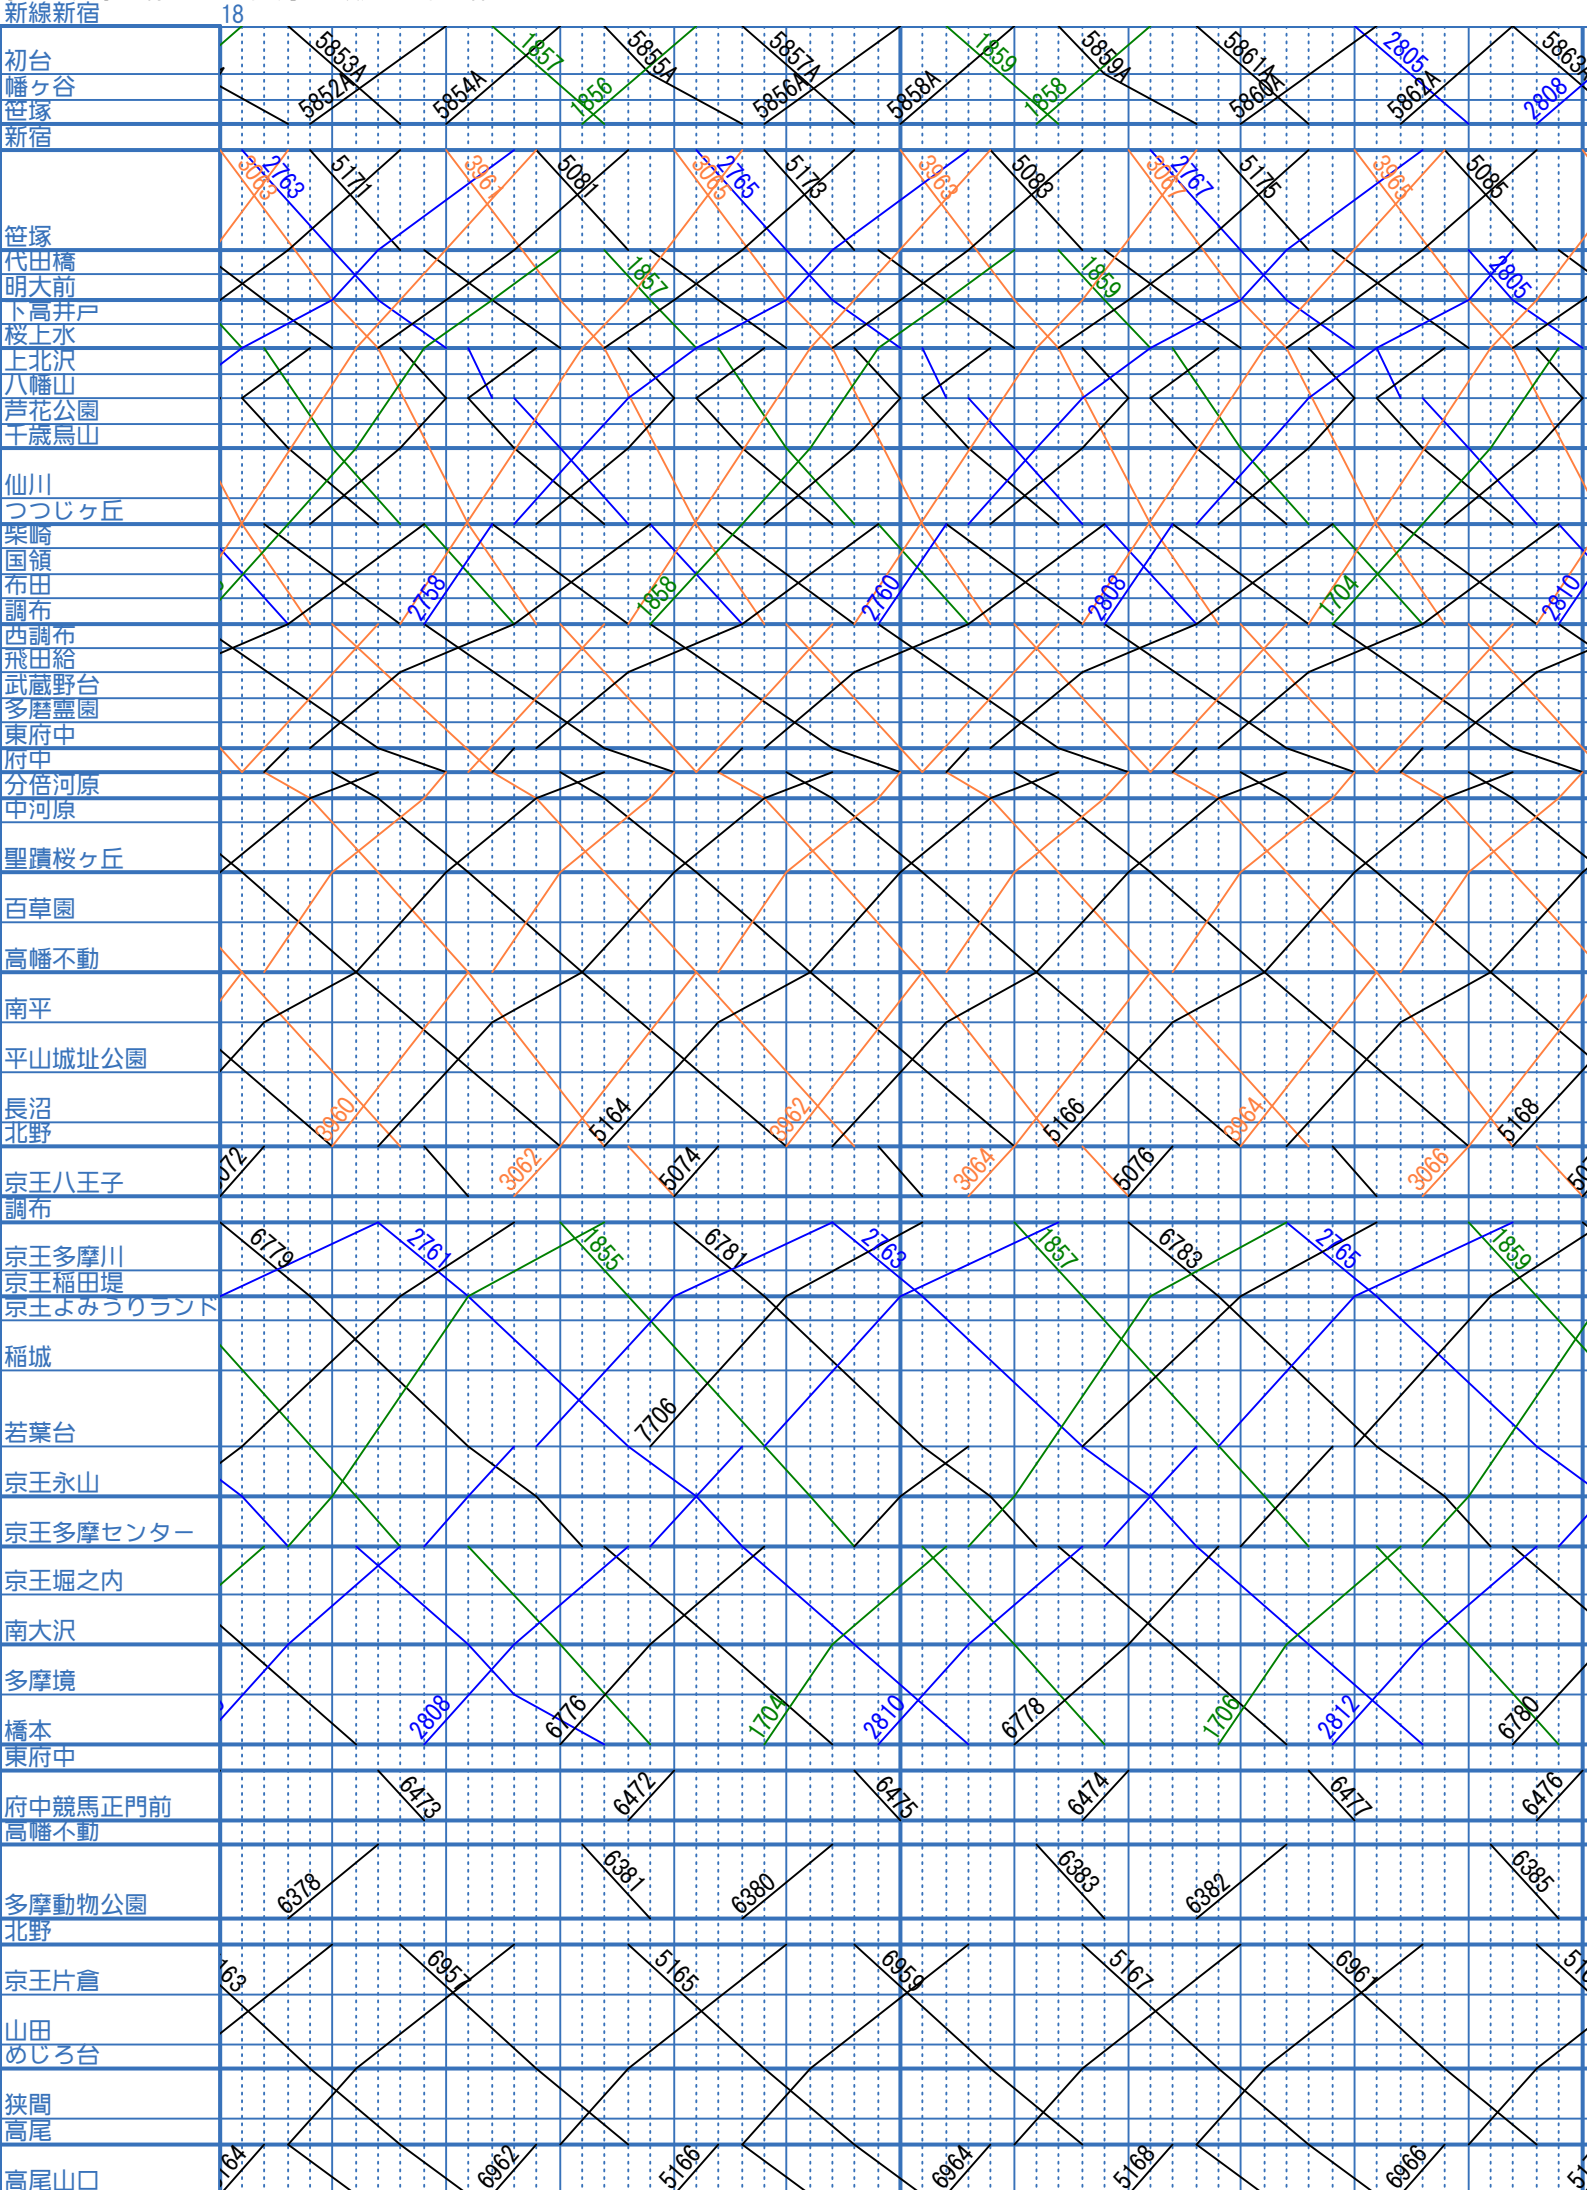 新線新宿 18
初台
幡ヶ谷
笹塚
5853A 5852A 5854A 1857 1856 5855A 5857A 5856A 5858A 1859 1858 5859A 5861A 5860A 2805 5862A 2808
新宿
3063 2763 5171 3961 5081 3065 2765 5173 3963 5083 3067 2767 5175 3965 5085
笹塚
代田橋
明大前
1857 1859 2805
下高井戸
桜上水
上北沢
八幡山
芦花公園
千歳烏山
仙川
つつじヶ丘
柴崎
国領
布田
調布
2758 1858 2760 2808 1704 2810
西調布
飛田給
武蔵野台
多磨霊園
東府中
府中
分倍河原
中河原
聖蹟桜ヶ丘
百草園
高幡不動
南平
平山城址公園
長沼
北野
3960 5164 3962 5166 3964 5168
京王八王子
3062 5074 3064 5076 3066
調布
京王多摩川
6779 2761 1855 6781 2763 1857 6783 2765 1859
京王稲田堤
京王よみうりランド
稲城
若葉台
7706
京王永山
京王多摩センター
京王堀之内
南大沢
多摩境
橋本
2808 6776 1704 2810 6778 1706 2812 6780
東府中
府中競馬正門前
6473 6472 6475 6474 6477 6476
高幡不動
多摩動物公園
6378 6381 6380 6383 6382 6385
北野
京王片倉
6957 5165 6959 5167 6961
山田
めじろ台
狭間
高尾
高尾山口
6962 5166 6964 5168 6966